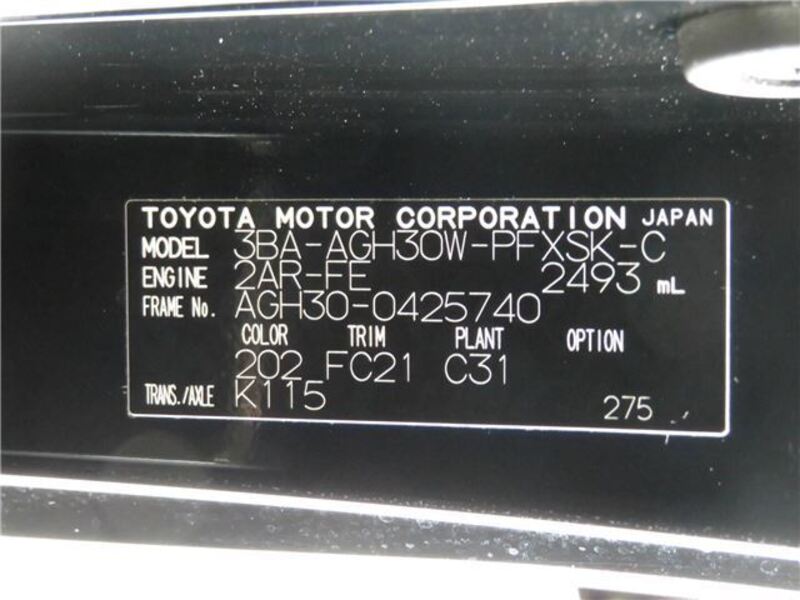 TOYOTA MOTOR CORPORATION JAPAN
MODEL 3BA-AGH30W-PFXSK-C
ENGINE 2AR-FE 2493 mL
FRAME No. AGH30-0425740
COLOR TRIM PLANT OPTION
202 FC21 C31
TRANS./AXLE K115
275